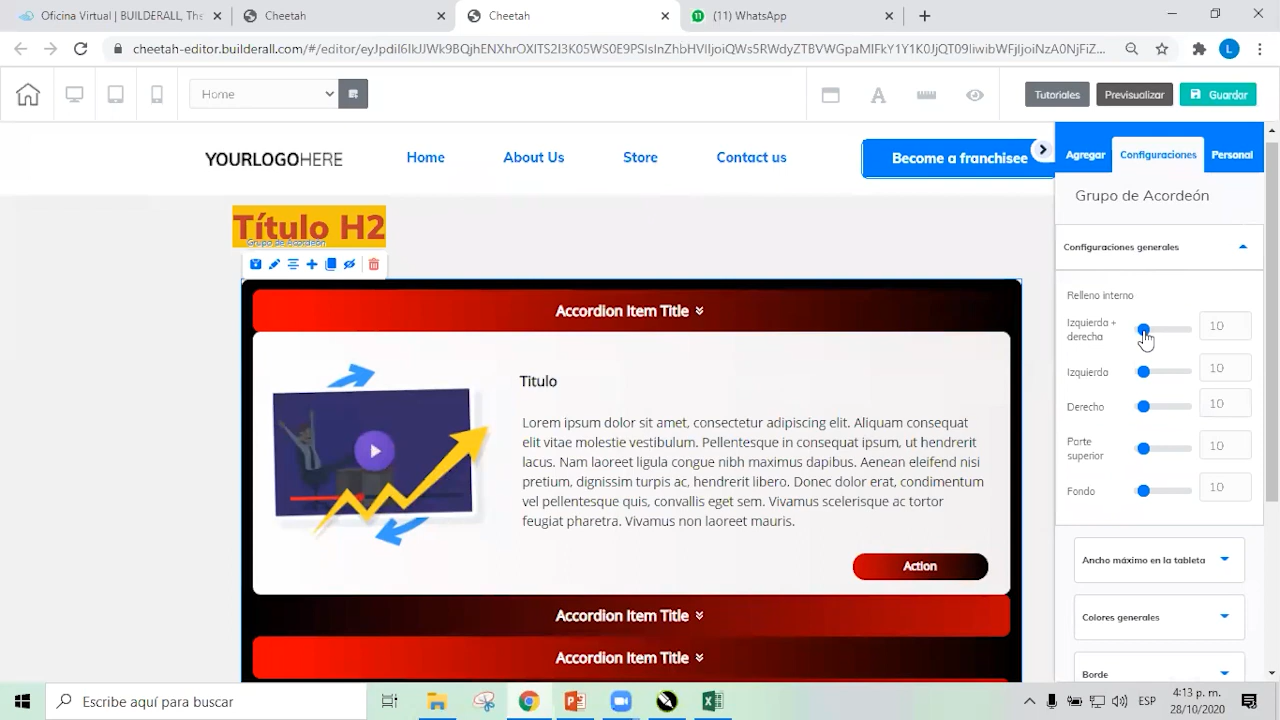 Oficina Virtual | BUILDERALL, The
Cheetah
Cheetah
(11) WhatsApp
Home
Tutoriales
Previsualizar
Guardar
YOURLOGOHERE
Home
About Us
Store
Contact us
Become a franchisee
Agregar
Configuraciones
Personal
Grupo de Acordeón
Título H2
Grupo de Acordeón
Configuraciones generales
Relleno interno
Izquierda +
derecha
10
Izquierda
10
Derecho
10
Parte
superior
10
Fondo
10
Accordion Item Title
Titulo
Lorem ipsum dolor sit amet, consectetur adipiscing elit. Aliquam consequat
elit vitae molestie vestibulum. Pellentesque in consequat ipsum, ut hendrerit
lacus. Nam laoreet ligula congue nibh maximus dapibus. Aenean eleifend nisi
pretium, dignissim turpis ac, hendrerit libero. Donec dolor erat, condimentum
vel pellentesque quis, convallis eget sem. Vivamus scelerisque ac tortor
feugiat pharetra. Vivamus non laoreet mauris.
Action
Accordion Item Title
Accordion Item Title
Ancho máximo en la tableta
Colores generales
Borde
Escribe aquí para buscar
ESP
4:13 p. m.
28/10/2020